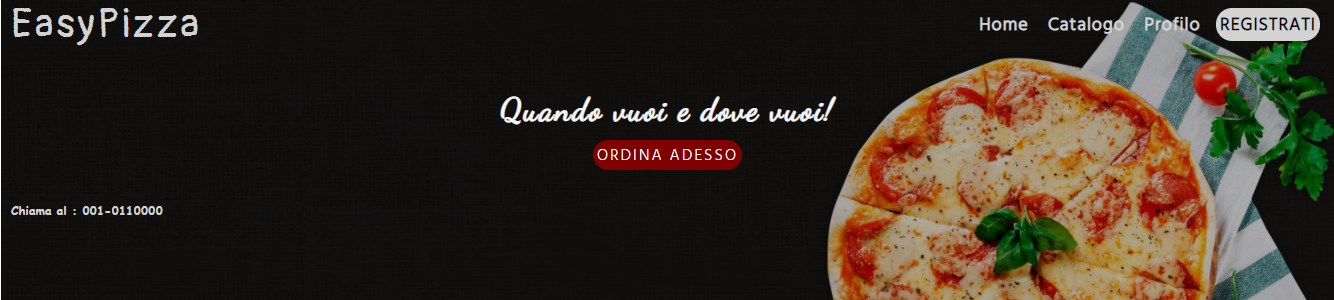 EasyPizza
Home Catalogo Profilo REGISTRATI
Quando vuoi e dove vuoi!
ORDINA ADESSO
Chiama al : 001-0110000